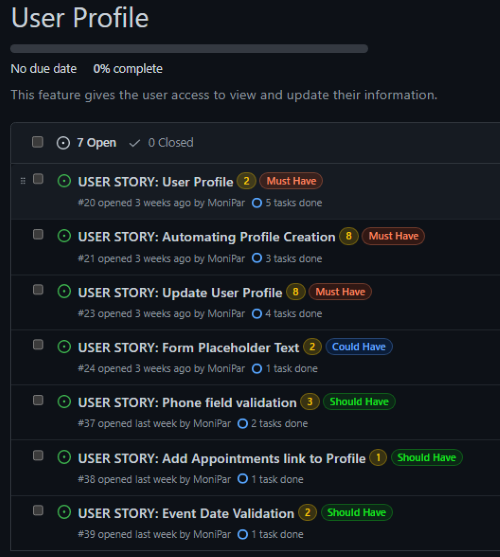 User Profile
No due date 0% complete
This feature gives the user access to view and update their information.
7 Open 0 Closed
USER STORY: User Profile 2 Must Have
#20 opened 3 weeks ago by MoniPar 5 tasks done
USER STORY: Automating Profile Creation 8 Must Have
#21 opened 3 weeks ago by MoniPar 3 tasks done
USER STORY: Update User Profile 8 Must Have
#23 opened 3 weeks ago by MoniPar 4 tasks done
USER STORY: Form Placeholder Text 2 Could Have
#24 opened 3 weeks ago by MoniPar 1 task done
USER STORY: Phone field validation 3 Should Have
#37 opened last week by MoniPar 2 tasks done
USER STORY: Add Appointments link to Profile 1 Should Have
#38 opened last week by MoniPar 1 task done
USER STORY: Event Date Validation 2 Should Have
#39 opened last week by MoniPar 1 task done